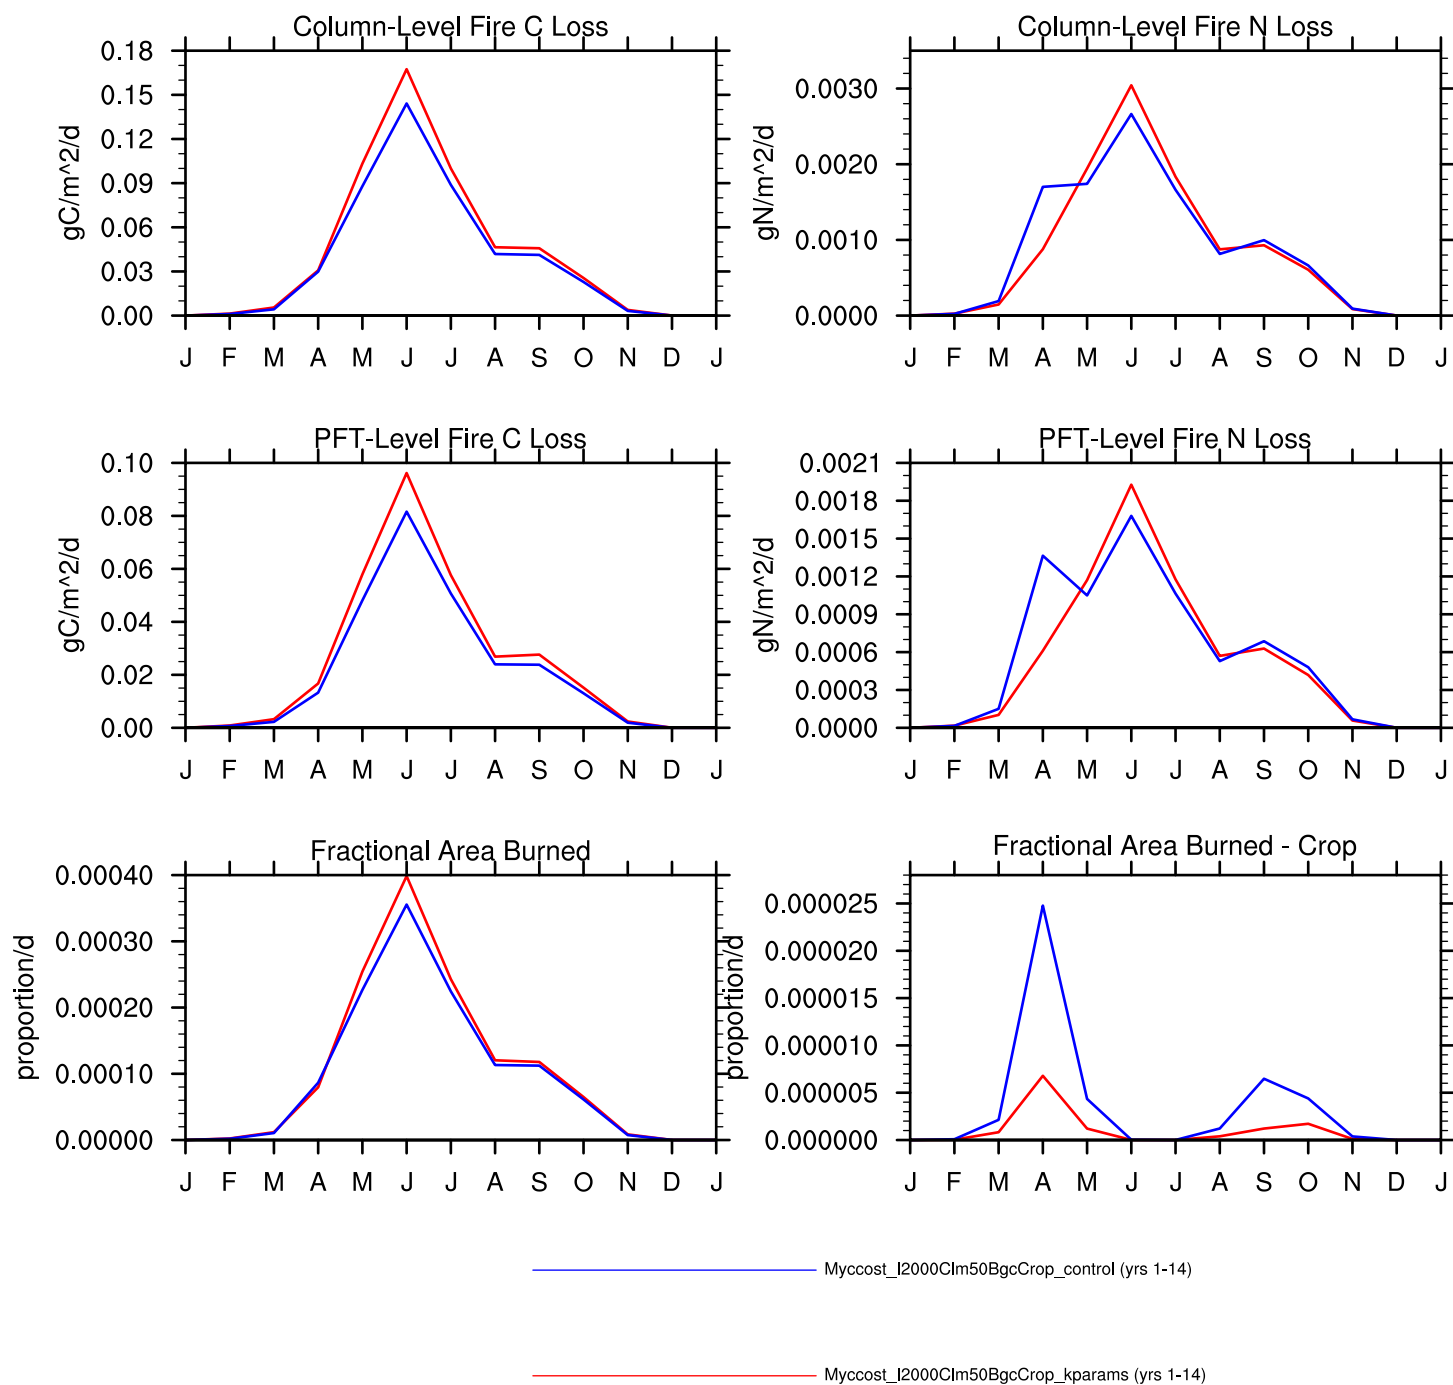 Column-Level Fire C Loss
gC/m^2/d
0.18
0.15
0.12
0.09
0.06
0.03
0.00
J F M A M J J A S O N D J
Column-Level Fire N Loss
gN/m^2/d
0.0030
0.0020
0.0010
0.0000
J F M A M J J A S O N D J
PFT-Level Fire C Loss
gC/m^2/d
0.10
0.08
0.06
0.04
0.02
0.00
J F M A M J J A S O N D J
PFT-Level Fire N Loss
gN/m^2/d
0.0021
0.0018
0.0015
0.0012
0.0009
0.0006
0.0003
0.0000
J F M A M J J A S O N D J
Fractional Area Burned
proportion/d
0.00040
0.00030
0.00020
0.00010
0.00000
J F M A M J J A S O N D J
Fractional Area Burned - Crop
proportion/d
0.000025
0.000020
0.000015
0.000010
0.000005
0.000000
J F M A M J J A S O N D J
Myccost_I2000Clm50BgcCrop_control (yrs 1-14)
Myccost_I2000Clm50BgcCrop_kparams (yrs 1-14)